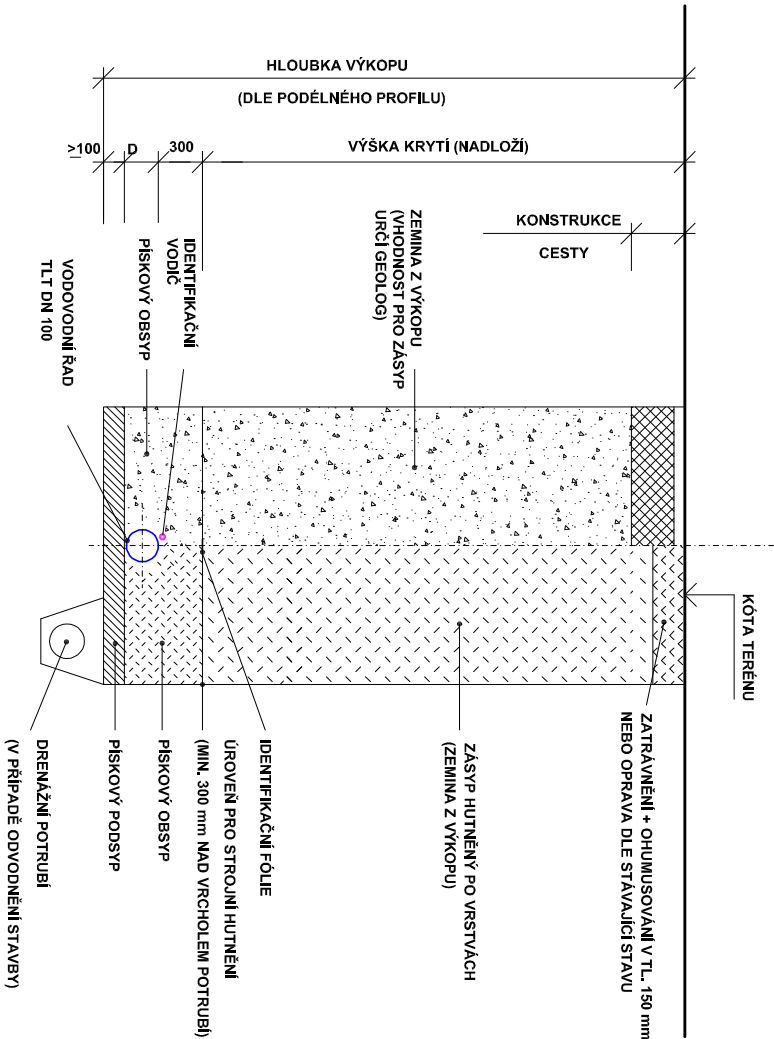 HLOUBKA VÝKOPU
(DLE PODÉLNÉHO PROFILU)
≥100
D
300
VÝŠKA KRYTÍ (NADLOŽÍ)
KONSTRUKCE
CESTY
ZEMINA Z VÝKOPU
(VHODNOST PRO ZÁSYP
URČÍ GEOLOG)
IDENTIFIKAČNÍ
VODIČ
PÍSKOVÝ OBSYP
VODOVODNÍ ŘAD
TLT DN 100
KÓTA TERÉNU
ZATRÁVNĚNÍ + OHUMUSOVÁNÍ V TL. 150 mm
NEBO OPRAVA DLE STÁVAJÍCÍ STAVU
ZÁSYP HUTNĚNÝ PO VRSTVÁCH
(ZEMINA Z VÝKOPU)
IDENTIFIKAČNÍ FÓLIE
ÚROVEŇ PRO STROJNÍ HUTNĚNÍ
(MIN. 300 mm NAD VRCHOLEM POTRUBÍ)
PÍSKOVÝ OBSYP
PÍSKOVÝ PODSYP
DRENÁŽNÍ POTRUBÍ
(V PŘÍPADĚ ODVODNĚNÍ STAVBY)